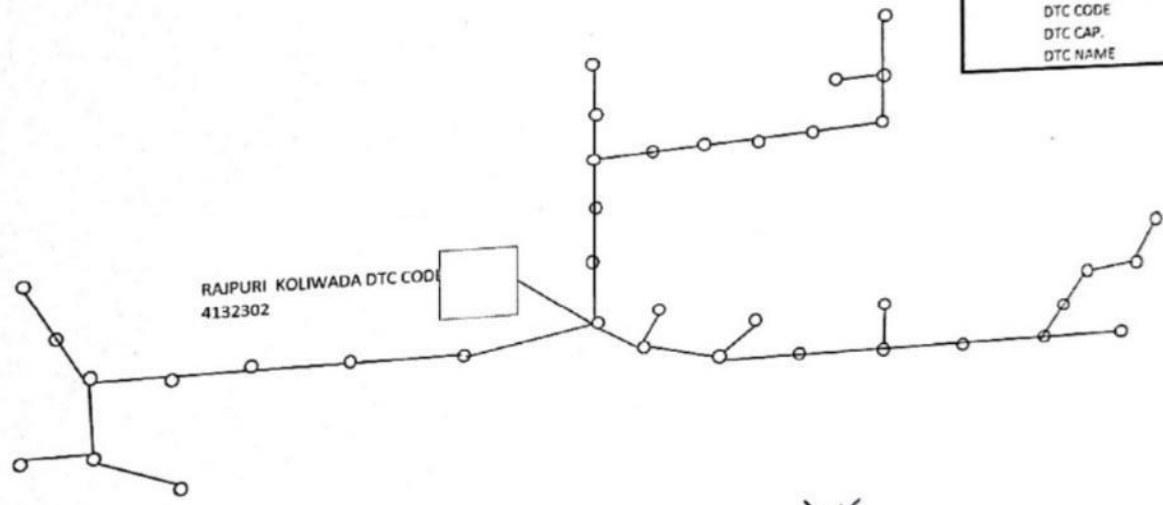 DTC CODE
DTC CAP.
DTC NAME
RAJPURI KOLIWADA DTC CODE
4132302